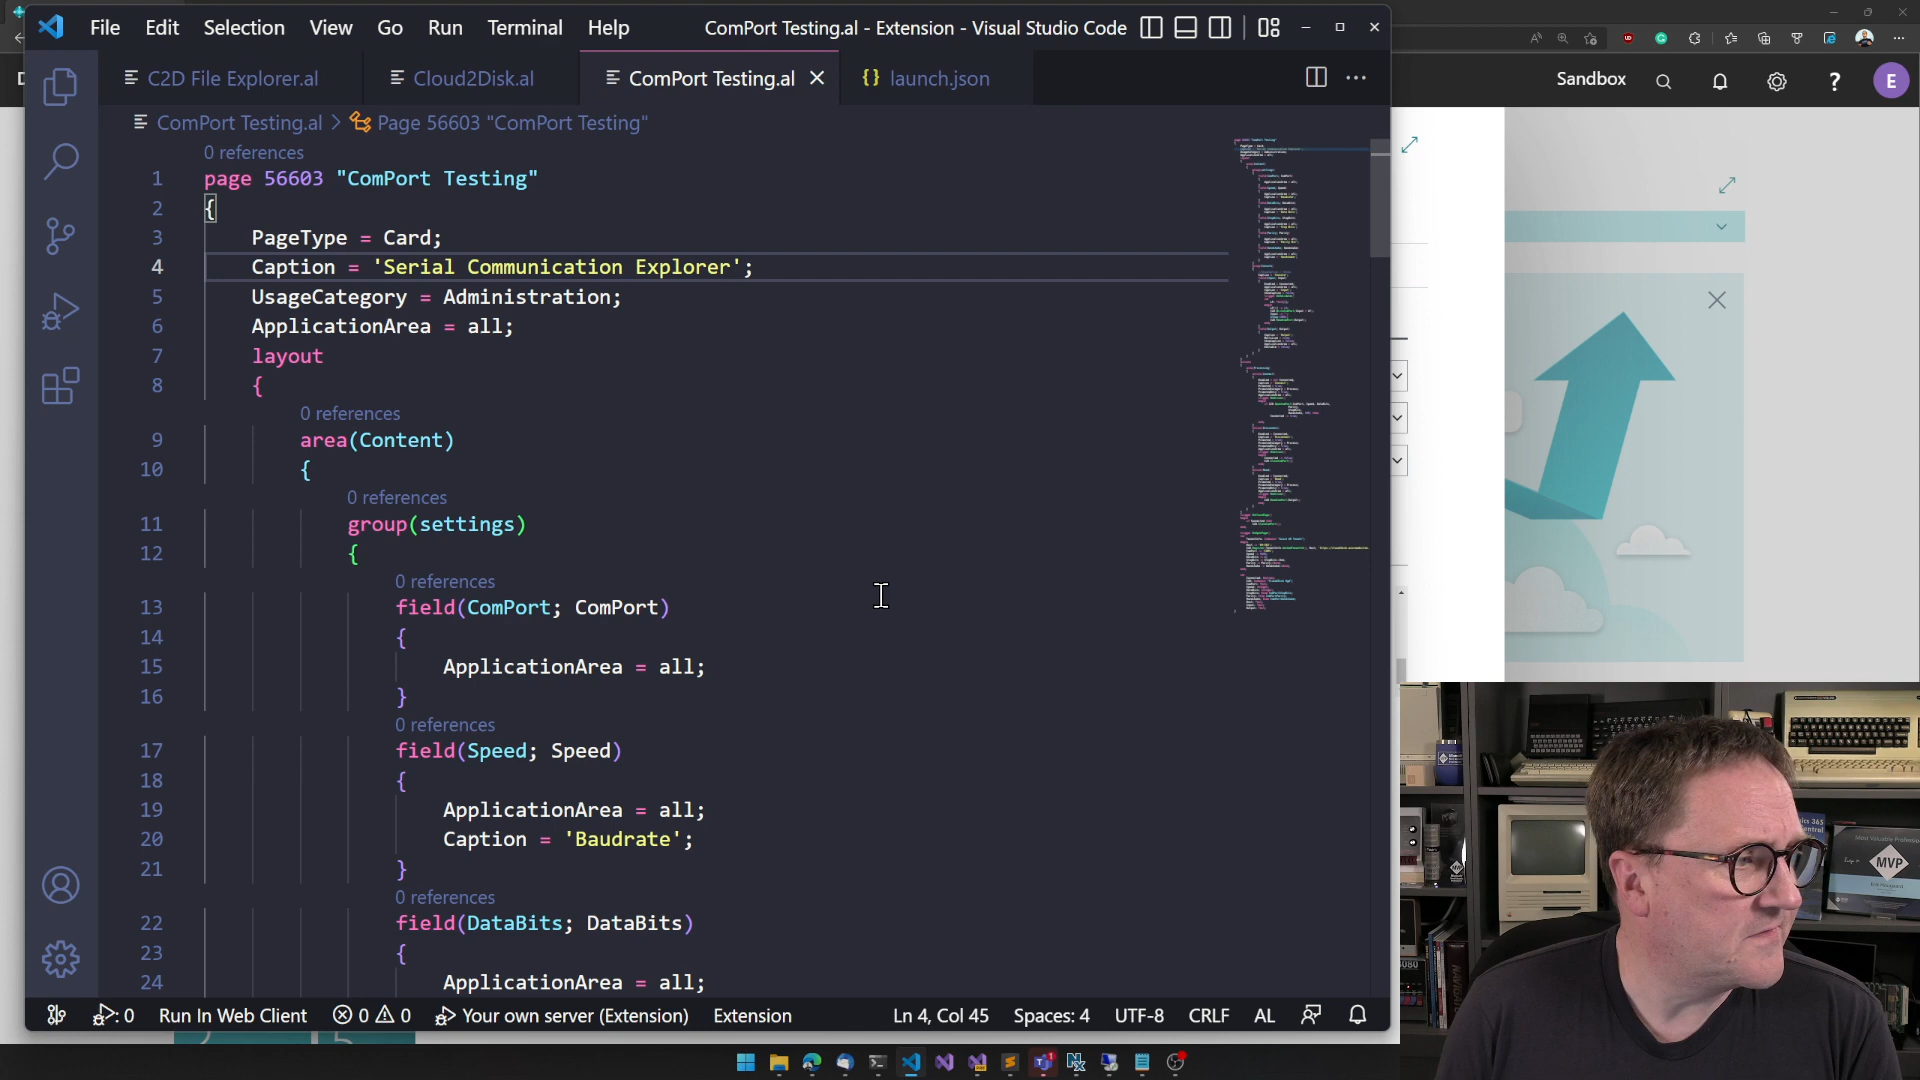 File Edit Selection View Go Run Terminal Help ComPort Testing.al - Extension - Visual Studio Code
C2D File Explorer.al Cloud2Disk.al ComPort Testing.al launch.json
Sandbox ? E
ComPort Testing.al > Page 56603 "ComPort Testing"
0 references
1 page 56603 "ComPort Testing"
2 {
3 PageType = Card;
4 Caption = 'Serial Communication Explorer';
5 UsageCategory = Administration;
6 ApplicationArea = all;
7 layout
8 {
0 references
9 area(Content)
10 {
0 references
11 group(settings)
12 {
0 references
13 field(ComPort; ComPort)
14 {
15 ApplicationArea = all;
16 }
0 references
17 field(Speed; Speed)
18 {
19 ApplicationArea = all;
20 Caption = 'Baudrate';
21 }
0 references
22 field(DataBits; DataBits)
23 {
24 ApplicationArea = all;
MVP
Run In Web Client 0 0 Your own server (Extension) Extension Ln 4, Col 45 Spaces: 4 UTF-8 CRLF AL